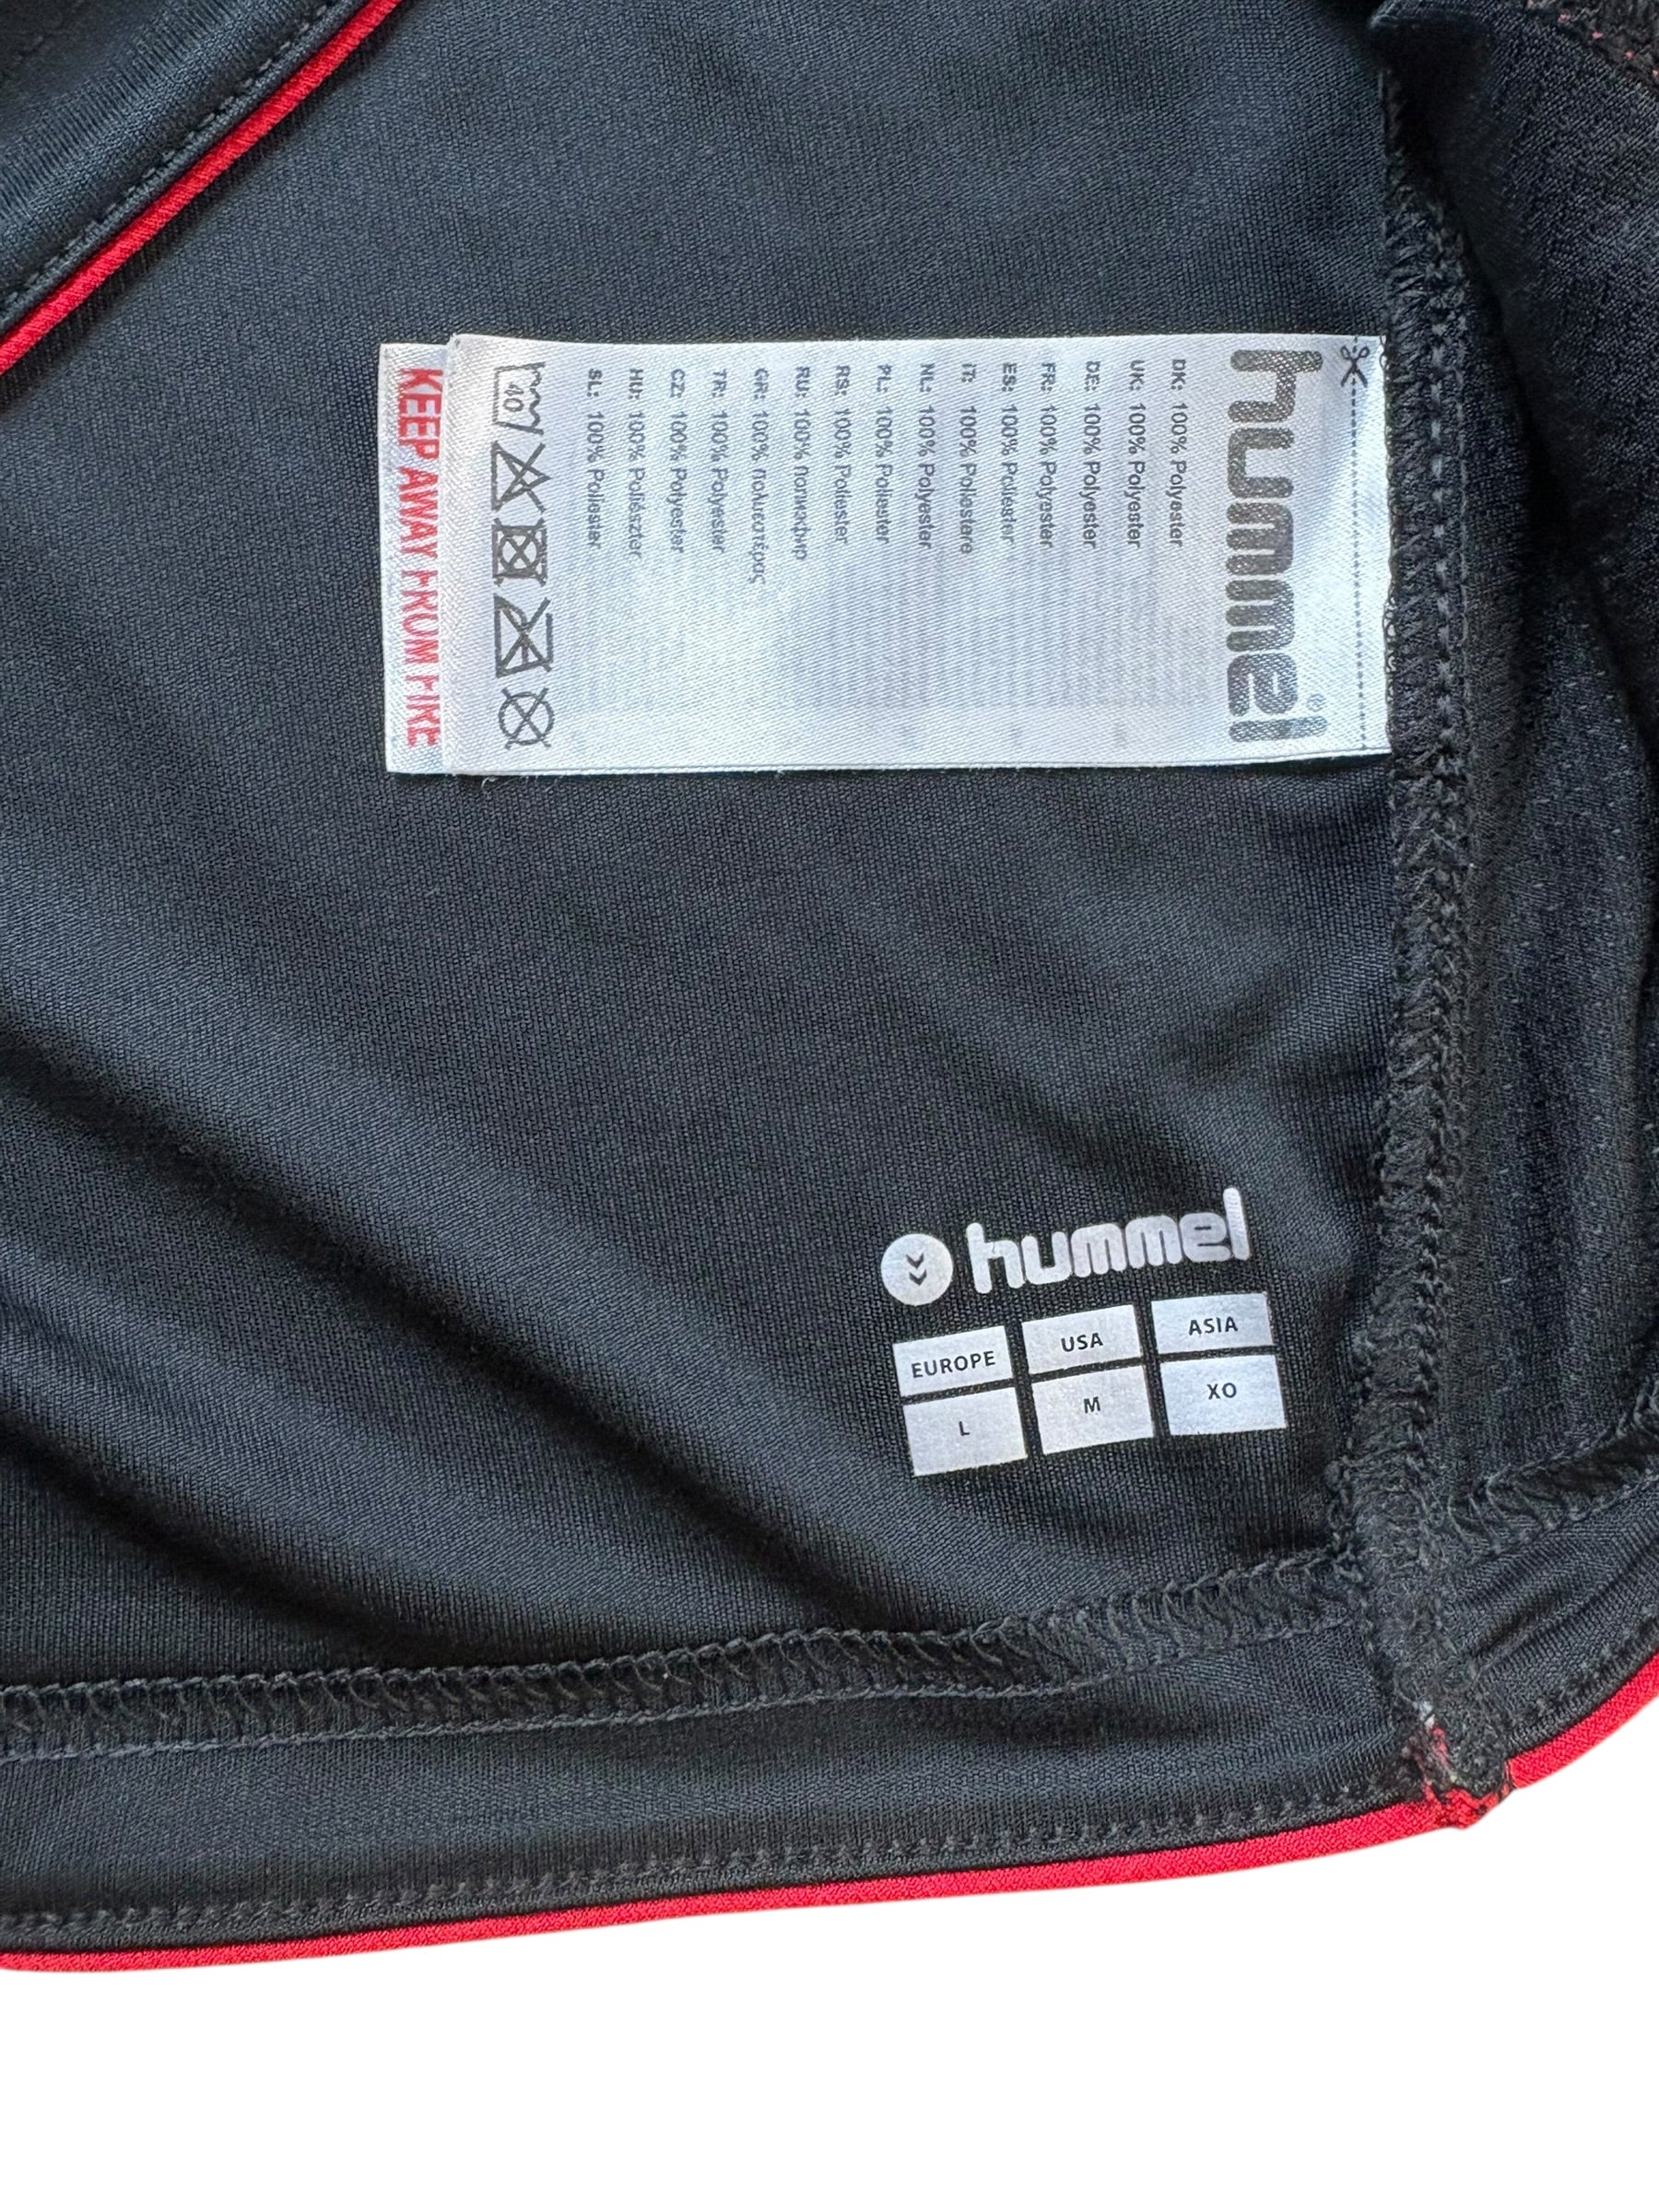 hummel®
DK: 100% Polyester
UK: 100% Polyester
DE: 100% Polyester
FR: 100% Polyester
ES: 100% Poliester
IT: 100% Poliestere
NL: 100% Polyester
PL: 100% Poliester
RS: 100% Poliester
RU: 100% полиэфир
GR: 100% Πολυεστέρας
TR: 100% Polyester
CZ: 100% Polyester
HU: 100% Poliészter
SL: 100% Poliester
40
KEEP AWAY FROM FIRE
hummel
EUROPE USA ASIA
L M XO